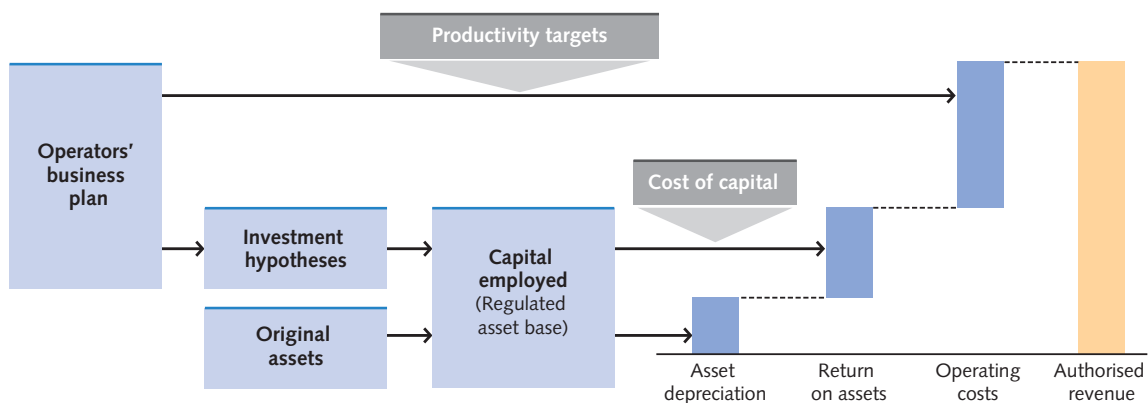 Productivity targets
Operators’
business
plan
Cost of capital
Investment
hypotheses
Capital
employed
(Regulated
asset base)
Original
assets
Asset
depreciation
Return
on assets
Operating
costs
Authorised
revenue